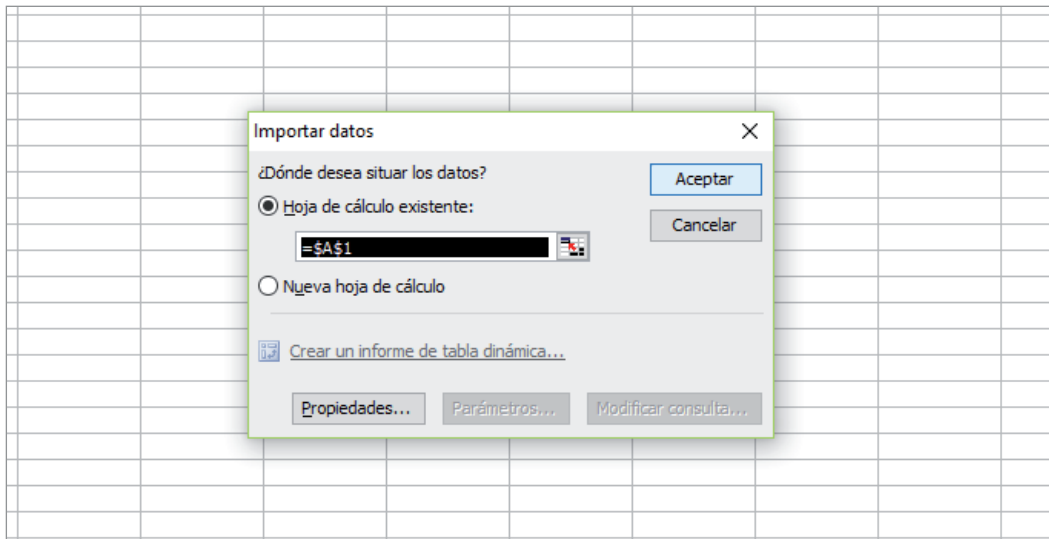 Importar datos
¿Dónde desea situar los datos?
Aceptar
Hoja de cálculo existente:
Cancelar
=$A$1
Nueva hoja de cálculo
Crear un informe de tabla dinámica...
Propiedades... Parámetros... Modificar consulta...